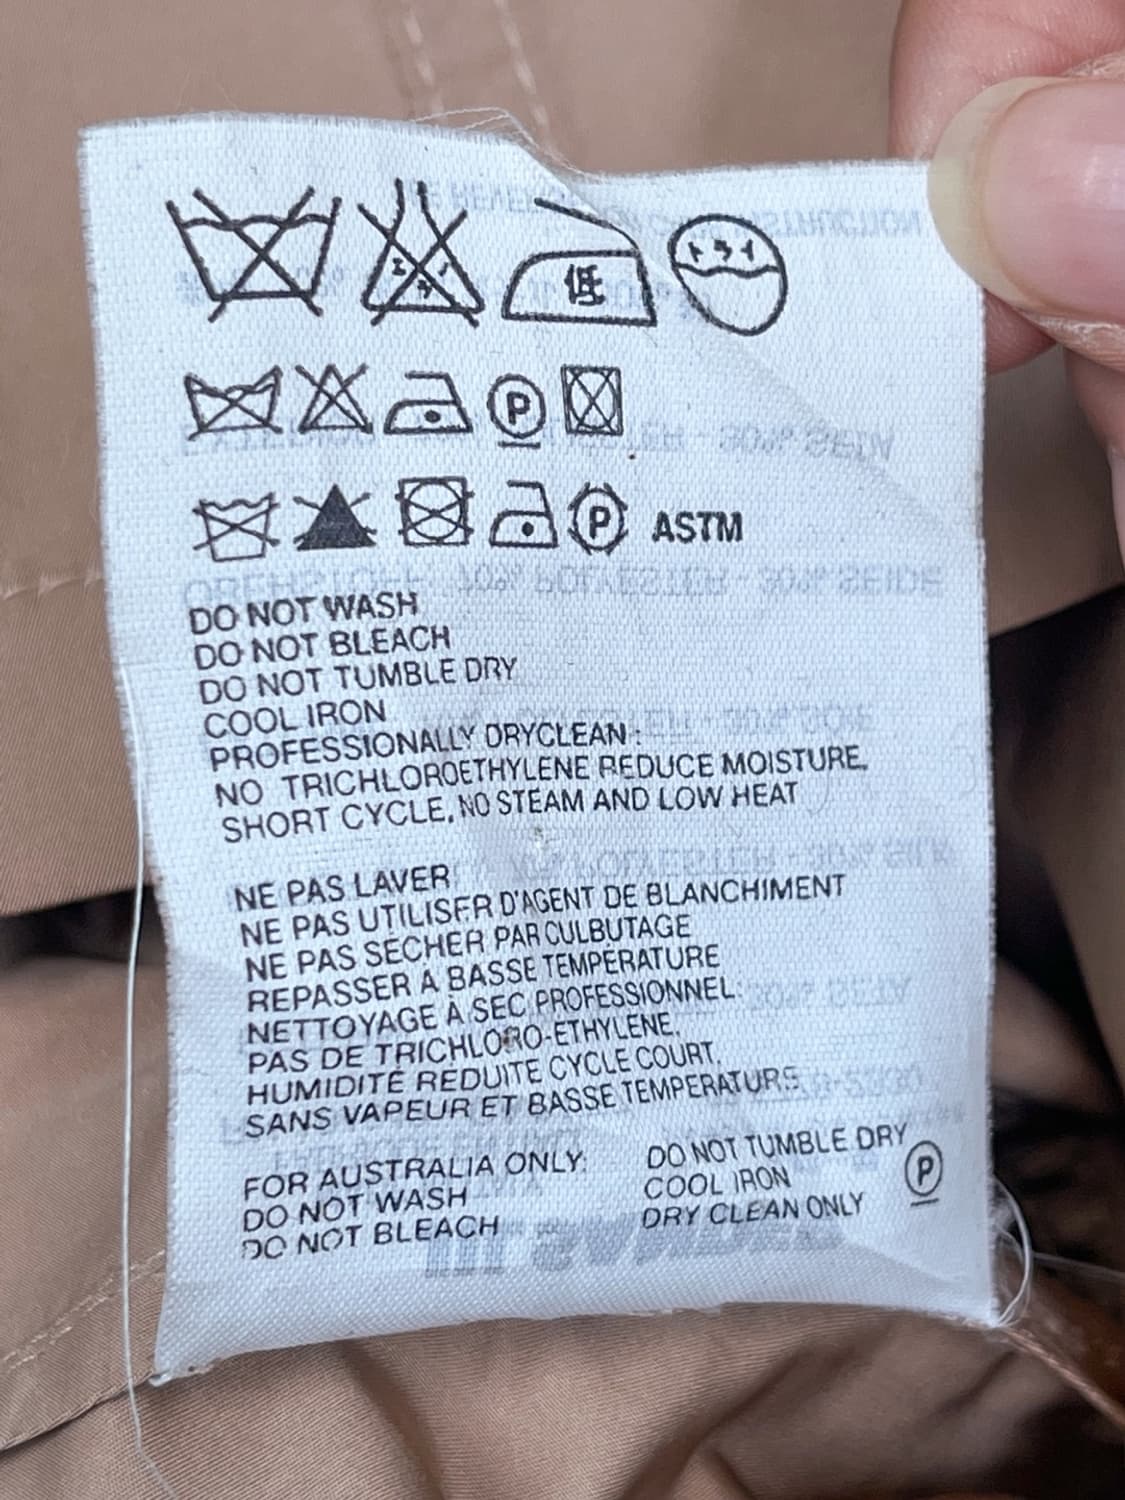 エンソ
低
ドライ
P
P ASTM
DO NOT WASH
DO NOT BLEACH
DO NOT TUMBLE DRY
COOL IRON
PROFESSIONALLY DRYCLEAN :
NO TRICHLOROETHYLENE REDUCE MOISTURE,
SHORT CYCLE, NO STEAM AND LOW HEAT
NE PAS LAVER
NE PAS UTILISER D'AGENT DE BLANCHIMENT
NE PAS SECHER PAR CULBUTAGE
REPASSER A BASSE TEMPERATURE
NETTOYAGE À SEC PROFESSIONNEL:
PAS DE TRICHLORO-ETHYLENE,
HUMIDITÉ REDUITE CYCLE COURT,
SANS VAPEUR ET BASSE TEMPERATURE
FOR AUSTRALIA ONLY:
DO NOT WASH
DO NOT BLEACH
DO NOT TUMBLE DRY
COOL IRON
DRY CLEAN ONLY
P